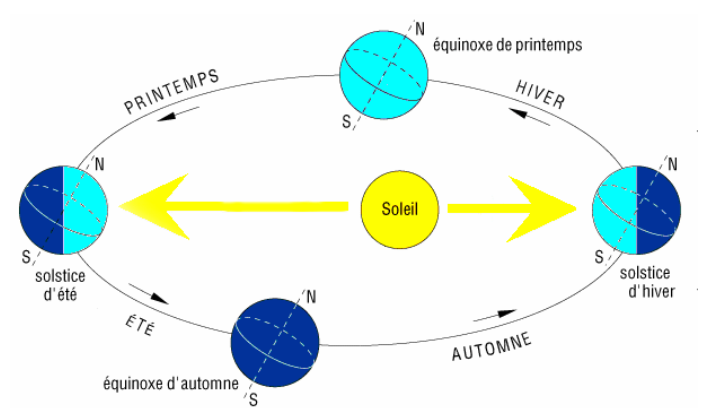 N
équinoxe de printemps
S
PRINTEMPS
HIVER
N
S
solstice
d'été
Soleil
N
S
solstice
d'hiver
ÉTÉ
N
S
équinoxe d'automne
AUTOMNE